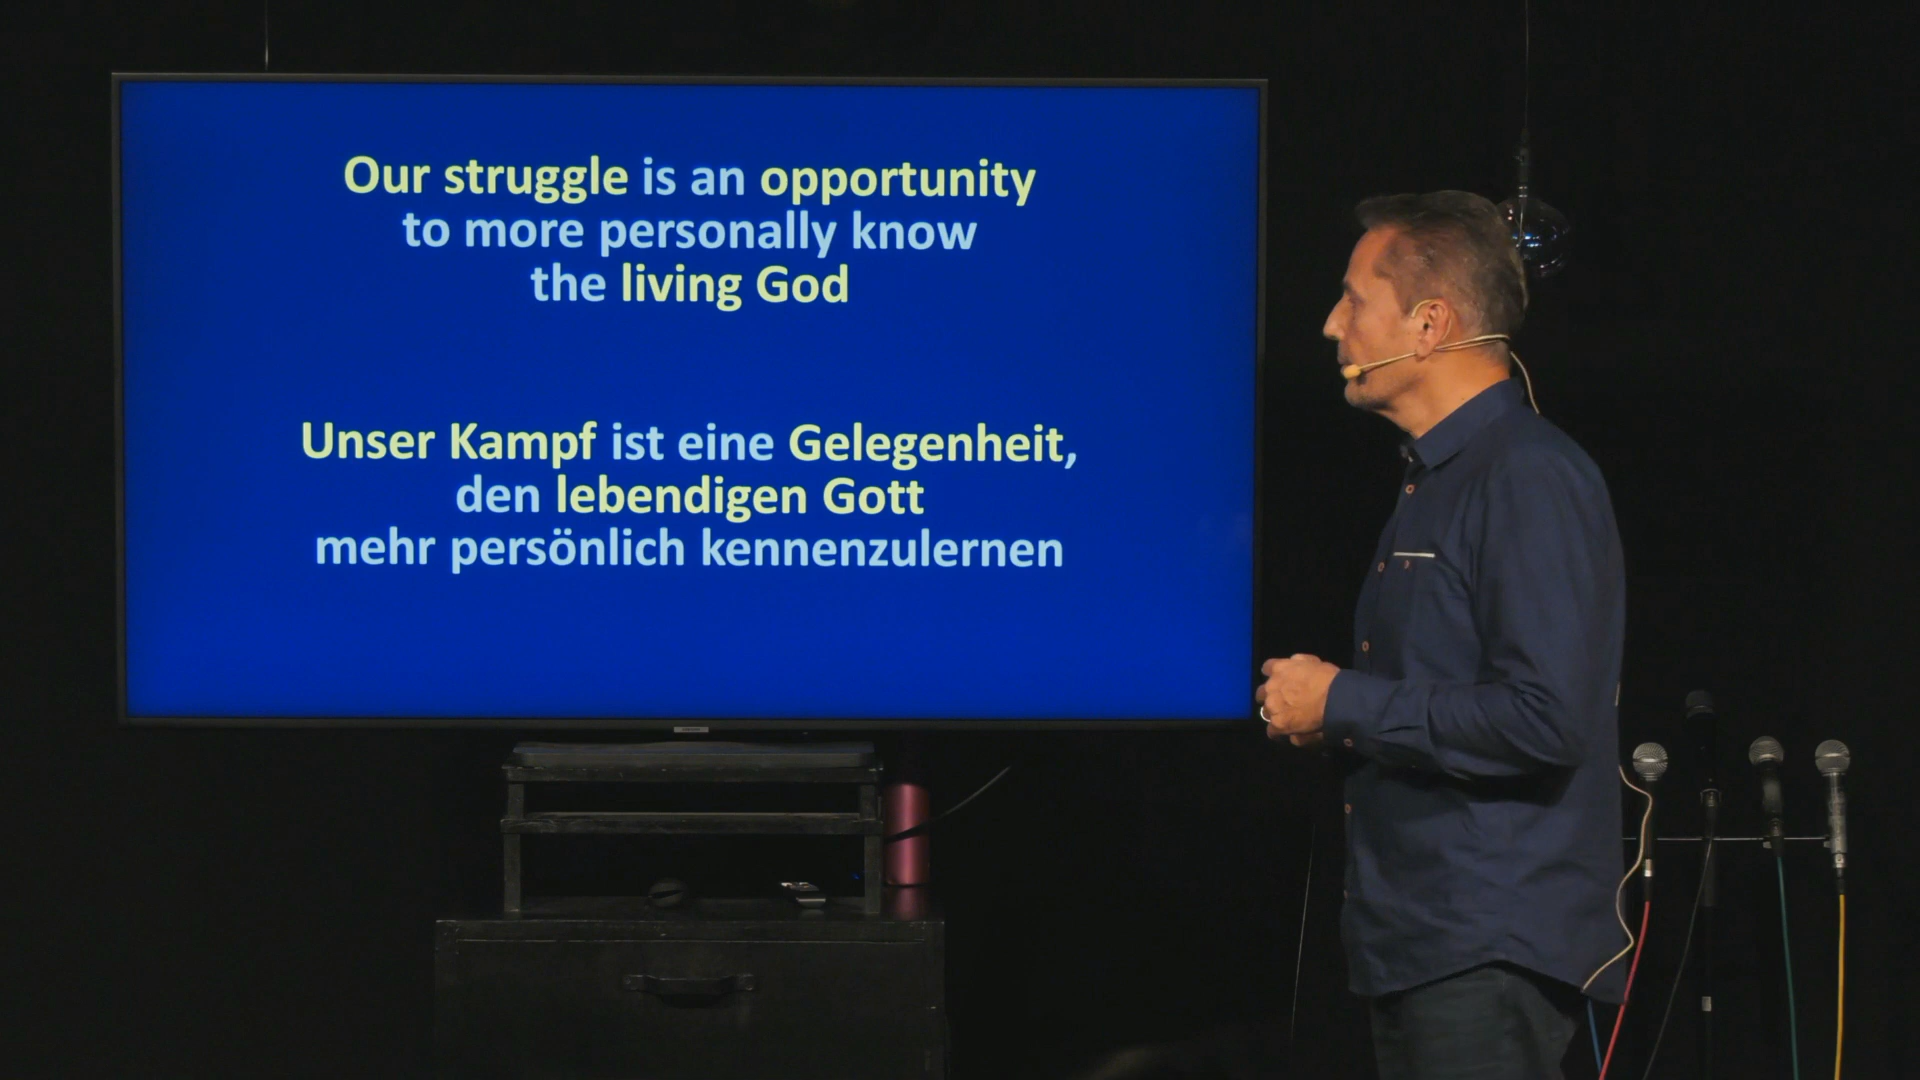 Our struggle is an opportunity
to more personally know
the living God
Unser Kampf ist eine Gelegenheit,
den lebendigen Gott
mehr persönlich kennenzulernen